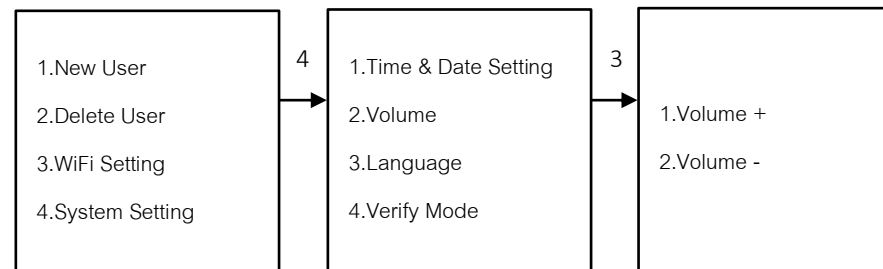 1.New User
2.Delete User
3.WiFi Setting
4.System Setting
4
1.Time & Date Setting
2.Volume
3.Language
4.Verify Mode
3
1.Volume +
2.Volume -